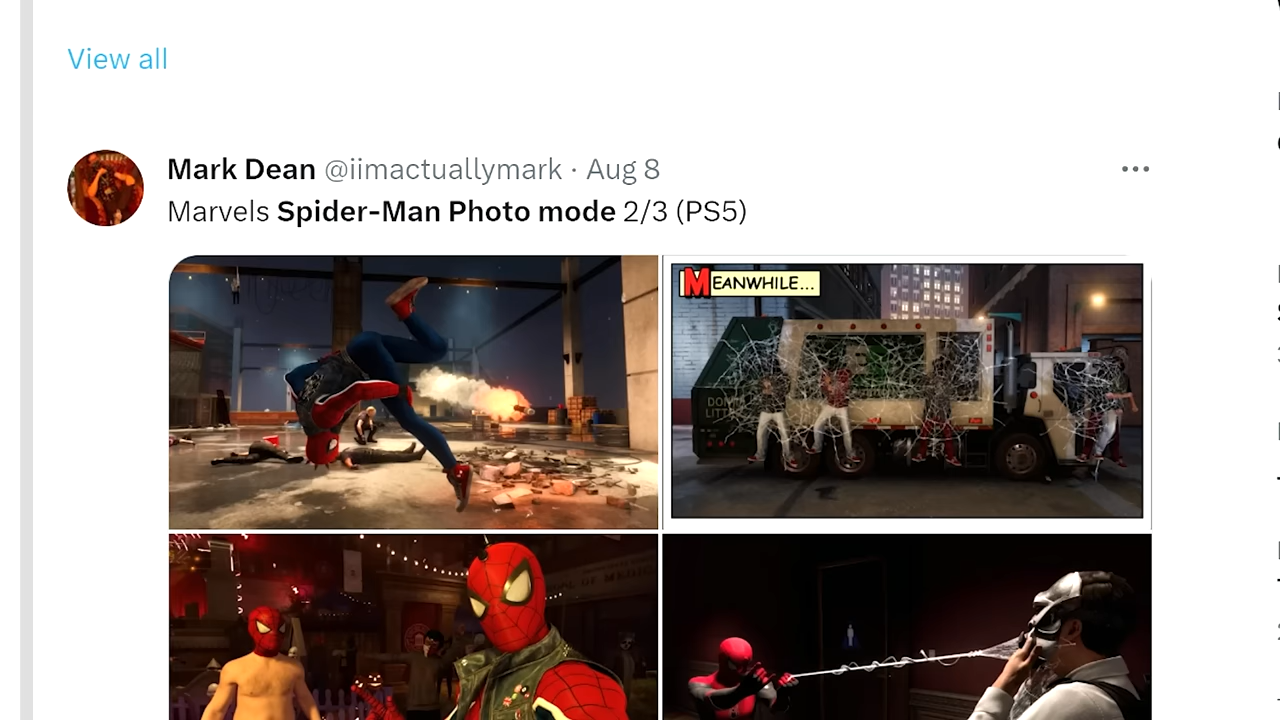 View all
Mark Dean @iimactuallymark · Aug 8
Marvels Spider-Man Photo mode 2/3 (PS5)
MEANWHILE...